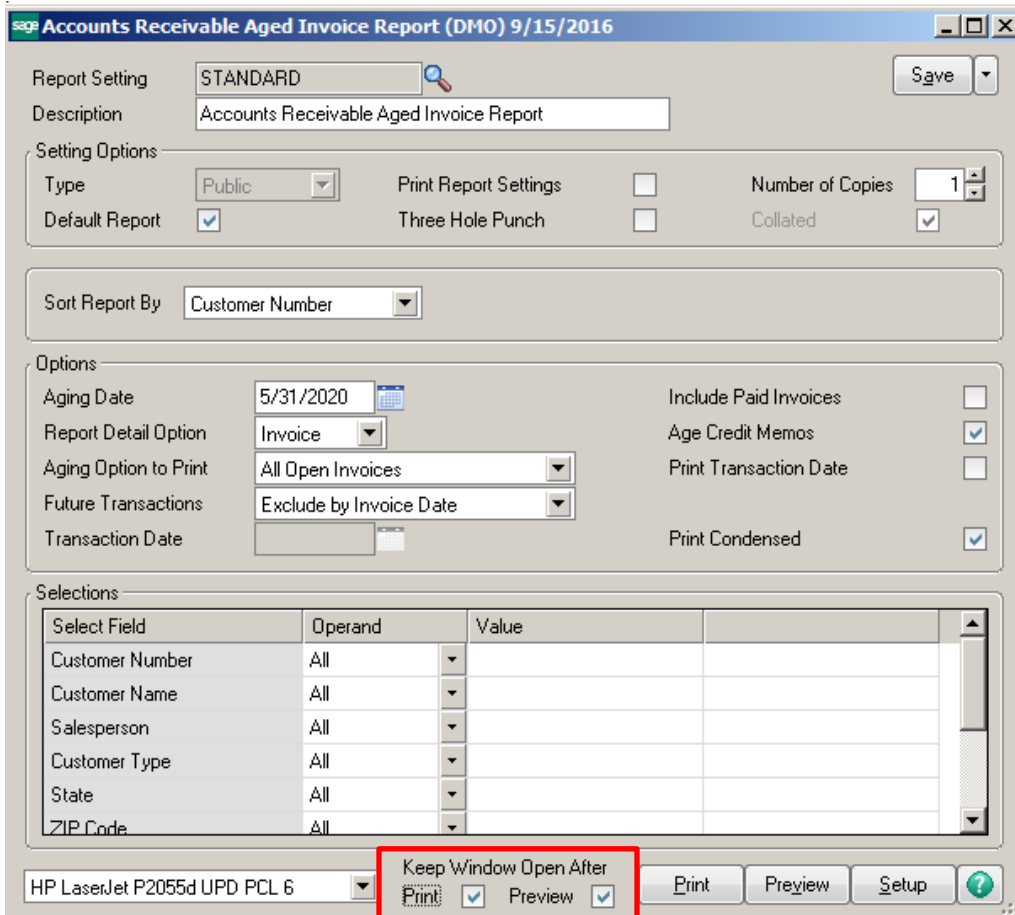 sage Accounts Receivable Aged Invoice Report (DMO) 9/15/2016
Report Setting STANDARD Save
Description Accounts Receivable Aged Invoice Report
Setting Options
Type Public Print Report Settings Number of Copies 1
Default Report Three Hole Punch Collated
Sort Report By Customer Number
Options
Aging Date 5/31/2020 Include Paid Invoices
Report Detail Option Invoice Age Credit Memos
Aging Option to Print All Open Invoices Print Transaction Date
Future Transactions Exclude by Invoice Date
Transaction Date Print Condensed
Selections
Select Field Operand Value
Customer Number All
Customer Name All
Salesperson All
Customer Type All
State All
ZIP Code All
Keep Window Open After
HP LaserJet P2055d UPD PCL 6 Print Preview Print Preview Setup ?